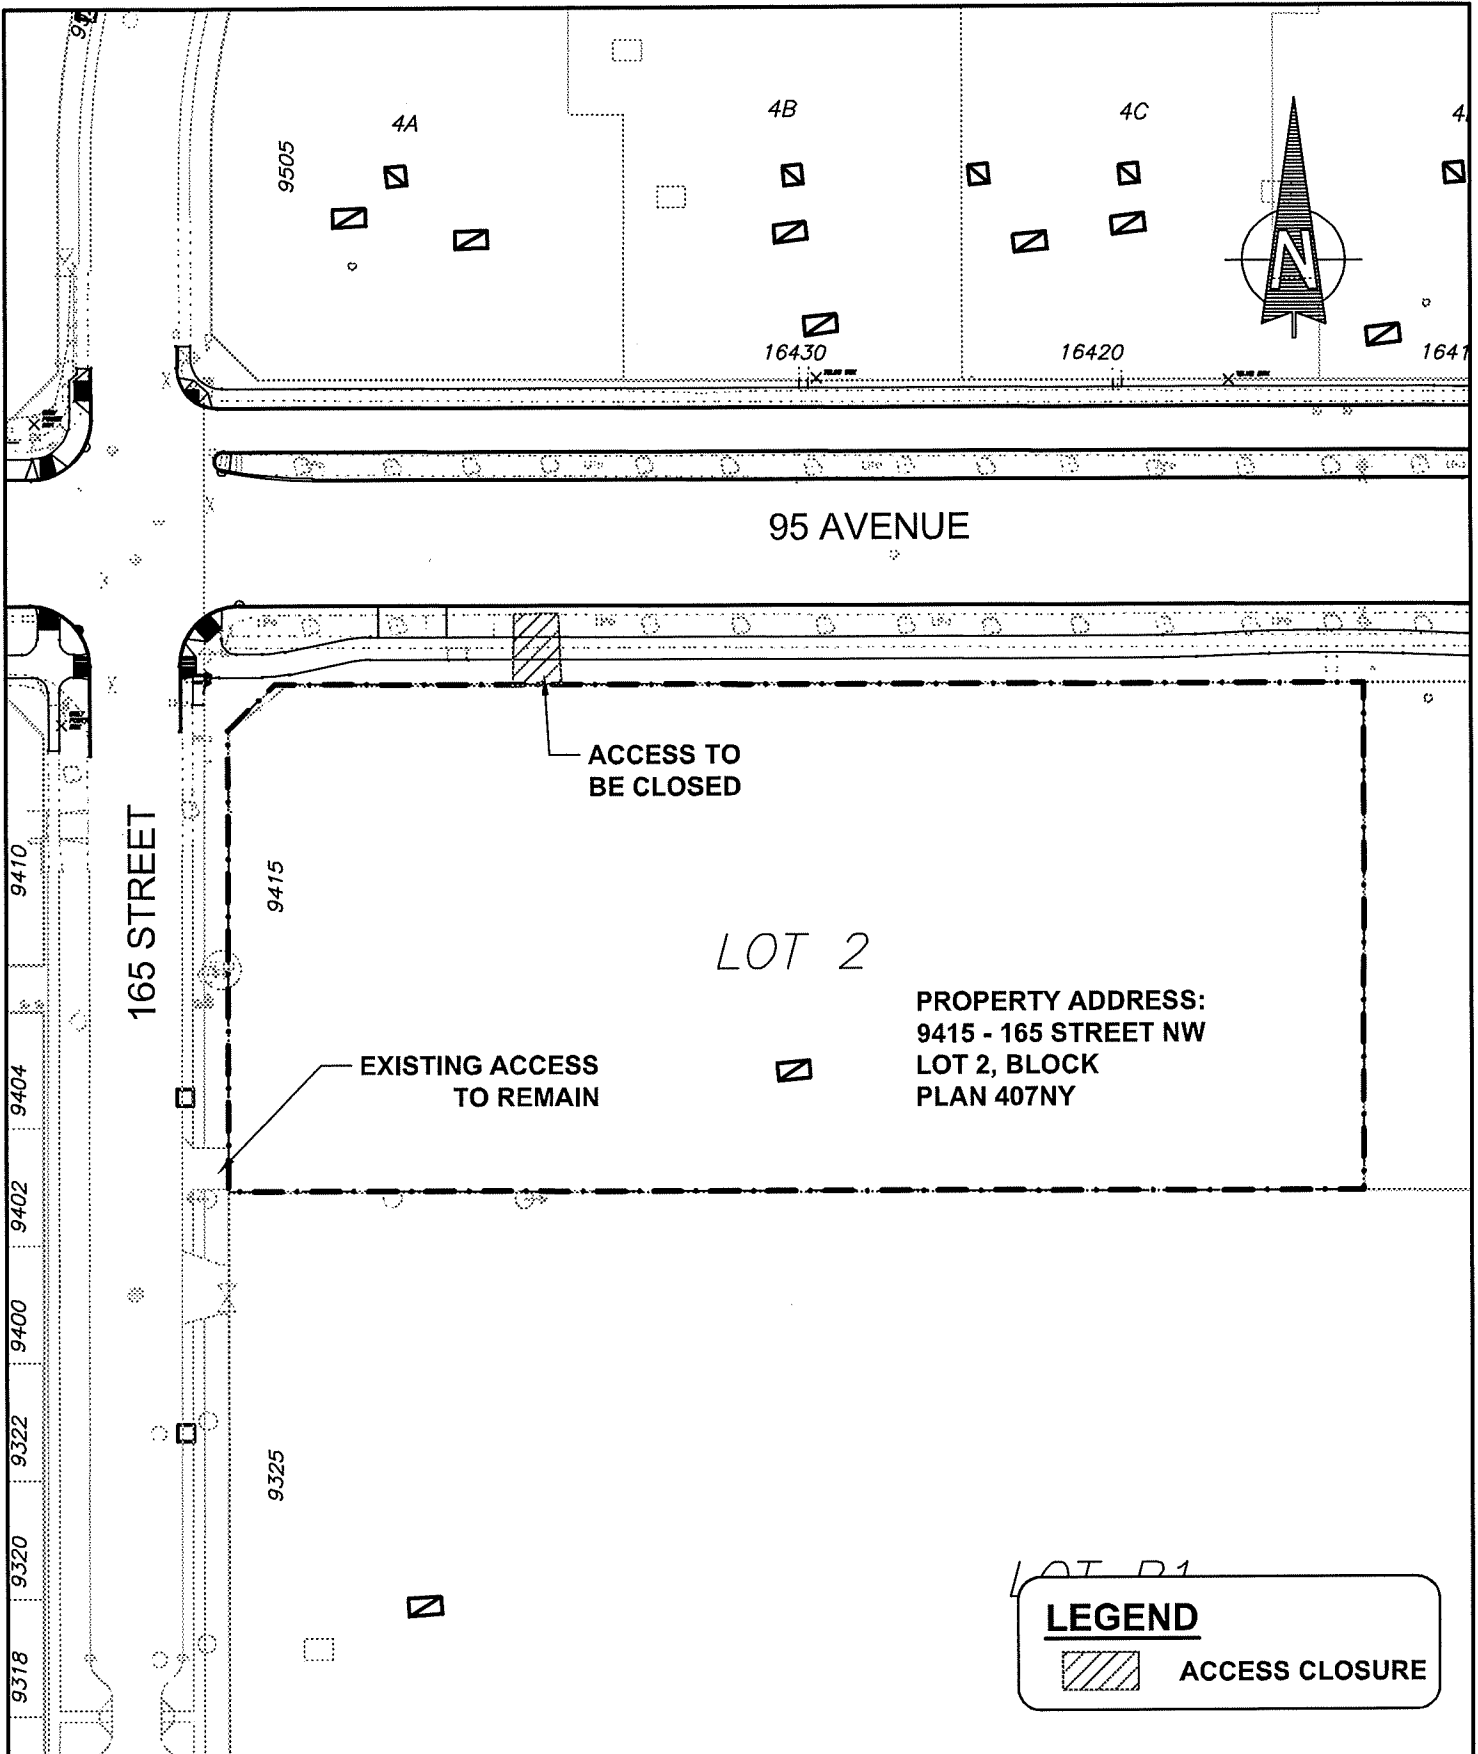 4A
4B
4C
9505
N
16430
16420
95 AVENUE
ACCESS TO
BE CLOSED
165 STREET
9410
9415
LOT 2
PROPERTY ADDRESS:
9415 - 165 STREET NW
LOT 2, BLOCK
PLAN 407NY
EXISTING ACCESS
TO REMAIN
9404
9402
9400
9322
9325
9320
9318
LEGEND
ACCESS CLOSURE